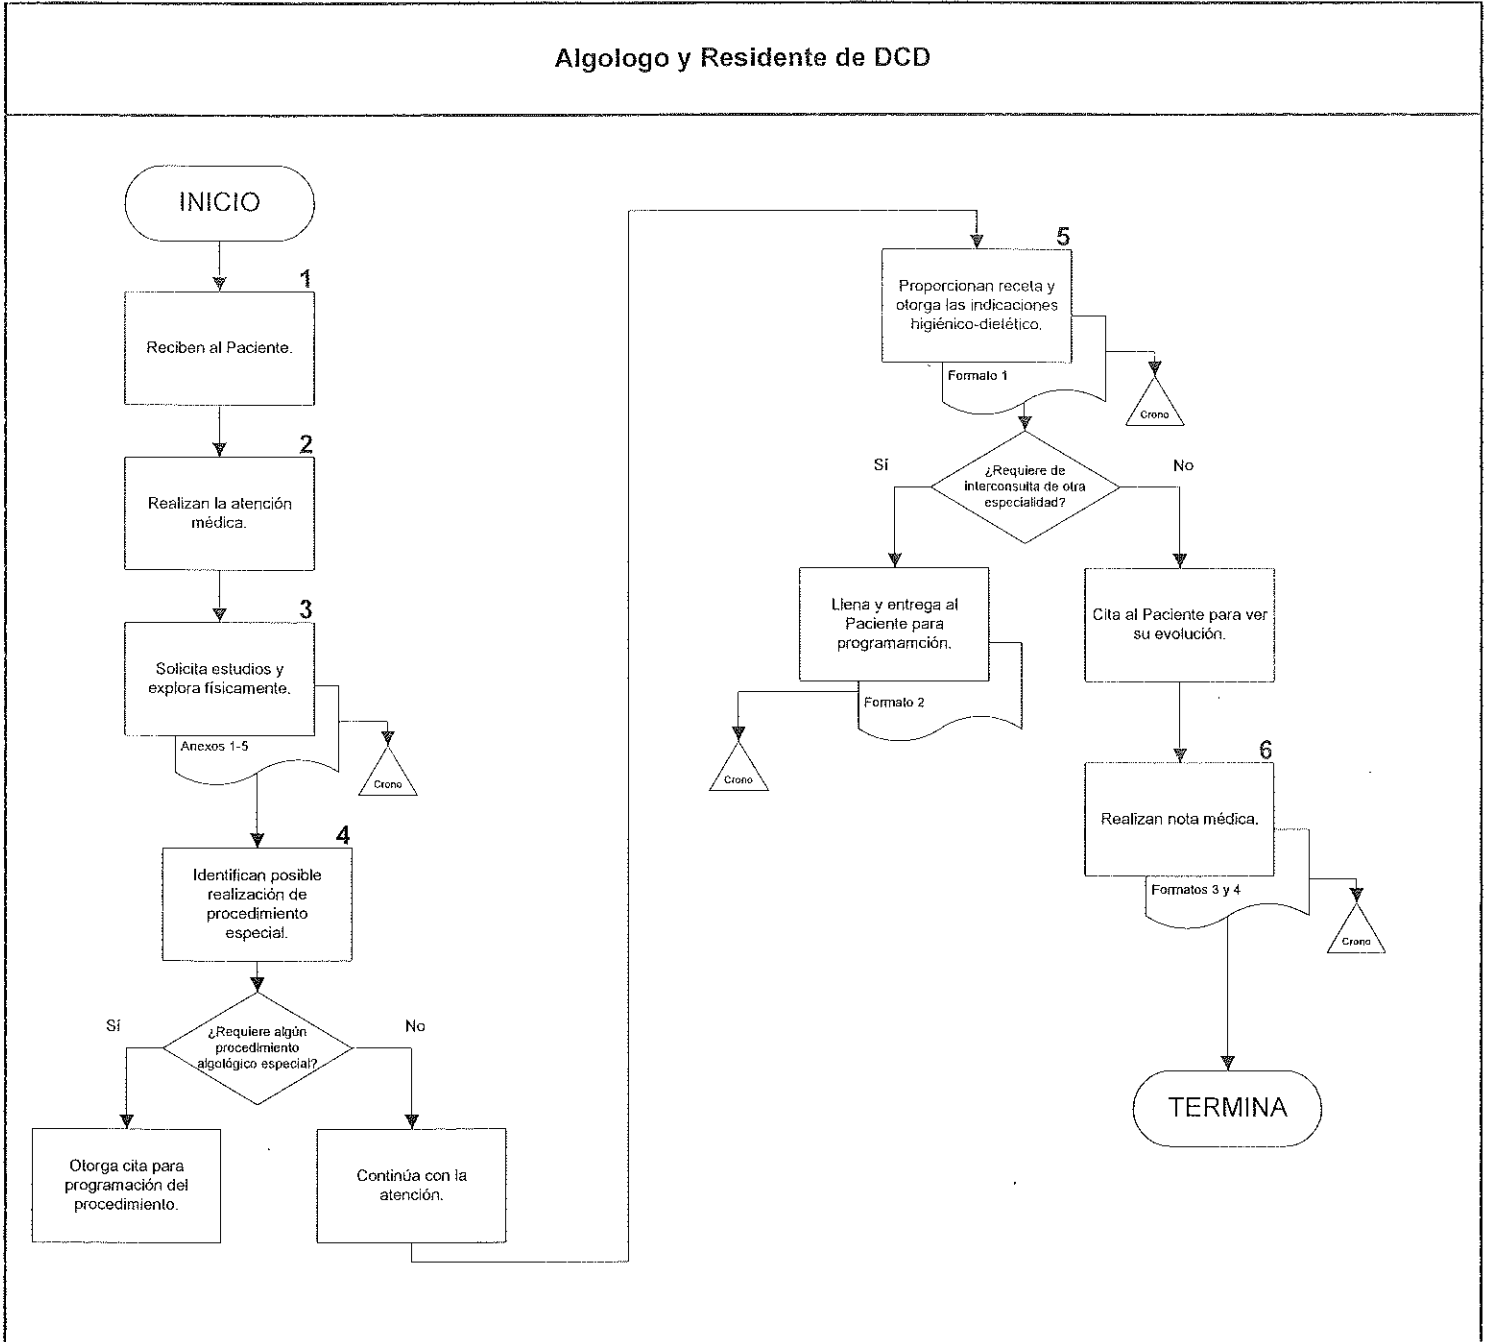 Algologo y Residente de DCD
INICIO
1
Reciben al Paciente.
2
Realizan la atención
médica.
3
Solicita estudios y
explora físicamente.
Anexos 1-5
Crono
4
Identifican posible
realización de
procedimiento
especial.
¿Requiere algún
procedimiento
algológico especial?
Sí
No
Otorga cita para
programación del
procedimiento.
Continúa con la
atención.
5
Proporcionan receta y
otorga las indicaciones
higiénico-dietético.
Formato 1
Crono
¿Requiere de
interconsulta de otra
especialidad?
Sí
No
Llena y entrega al
Paciente para
programamción.
Formato 2
Crono
Cita al Paciente para ver
su evolución.
6
Realizan nota médica.
Formatos 3 y 4
Crono
TERMINA